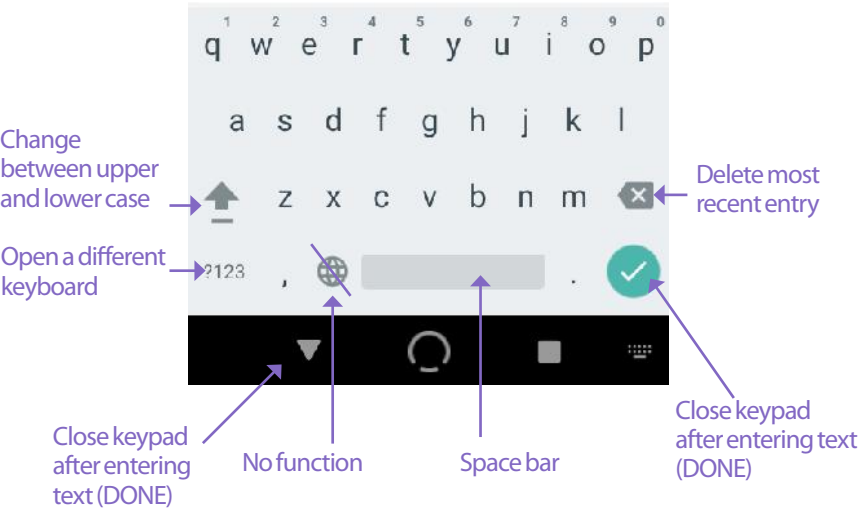 1 2 3 4 5 6 7 8 9 0
q w e r t y u i o p
a s d f g h j k l
Change
between upper
and lower case
z x c v b n m
Delete most
recent entry
Open a different
keyboard
?123 , .
Close keypad
after entering
text (DONE)
No function
Space bar
Close keypad
after entering text
(DONE)